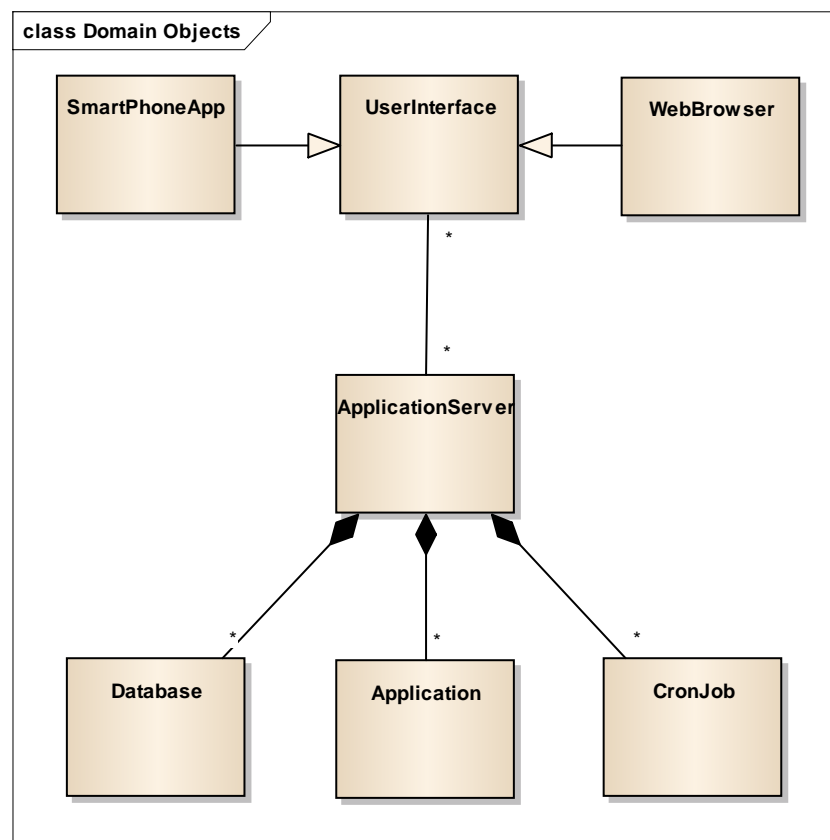 class Domain Objects
SmartPhoneApp
UserInterface
WebBrowser
*
*
ApplicationServer
*
*
*
Database
Application
CronJob